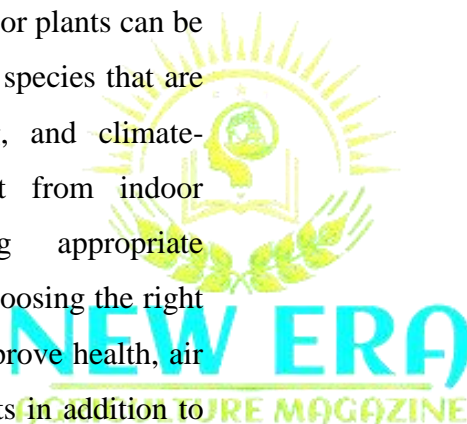 or plants can be
species that are
, and climate-
t from indoor
g appropriate
oosing the right
prove health, air
ts in addition to
NEW ERA
AGRICULTURE MAGAZINE